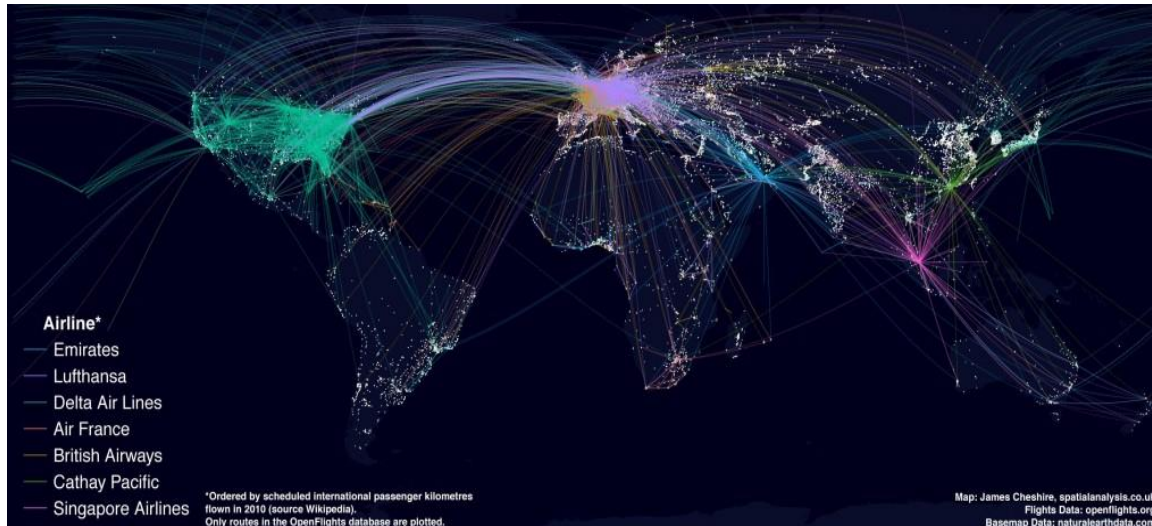 Airline*
Emirates
Lufthansa
Delta Air Lines
Air France
British Airways
Cathay Pacific
Singapore Airlines
*Ordered by scheduled international passenger kilometres
flown in 2010 (source Wikipedia).
Only routes in the OpenFlights database are plotted.
Map: James Cheshire, spatialanalysis.co.uk
Flights Data: openflights.org
Basemap Data: naturalearthdata.com